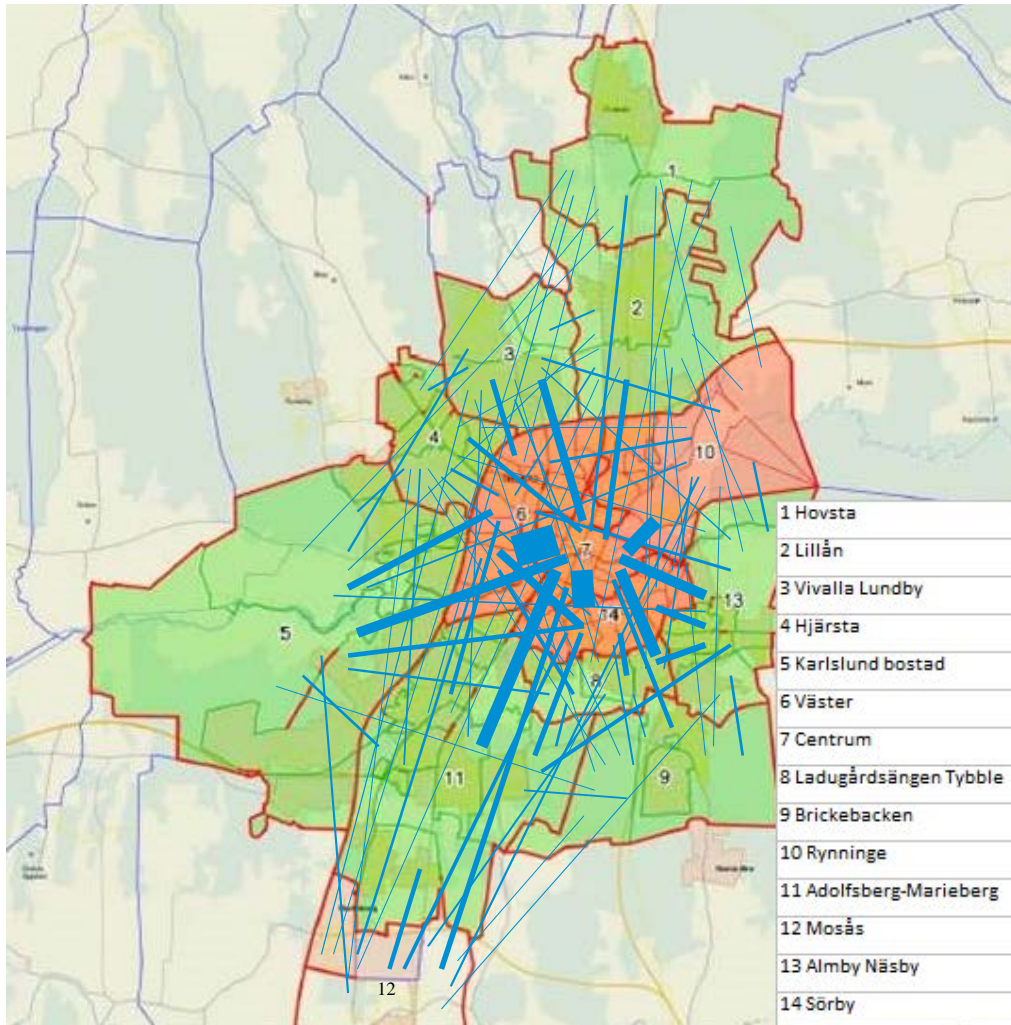 1
2
3
4
10
6
7
13
5
14
8
11
9
12
1 Hovsta
2 Lillån
3 Vivalla Lundby
4 Hjärsta
5 Karlslund bostad
6 Väster
7 Centrum
8 Ladugårdsängen Tybble
9 Brickebacken
10 Rynninge
11 Adolfsberg-Marieberg
12 Mosås
13 Almby Näsby
14 Sörby